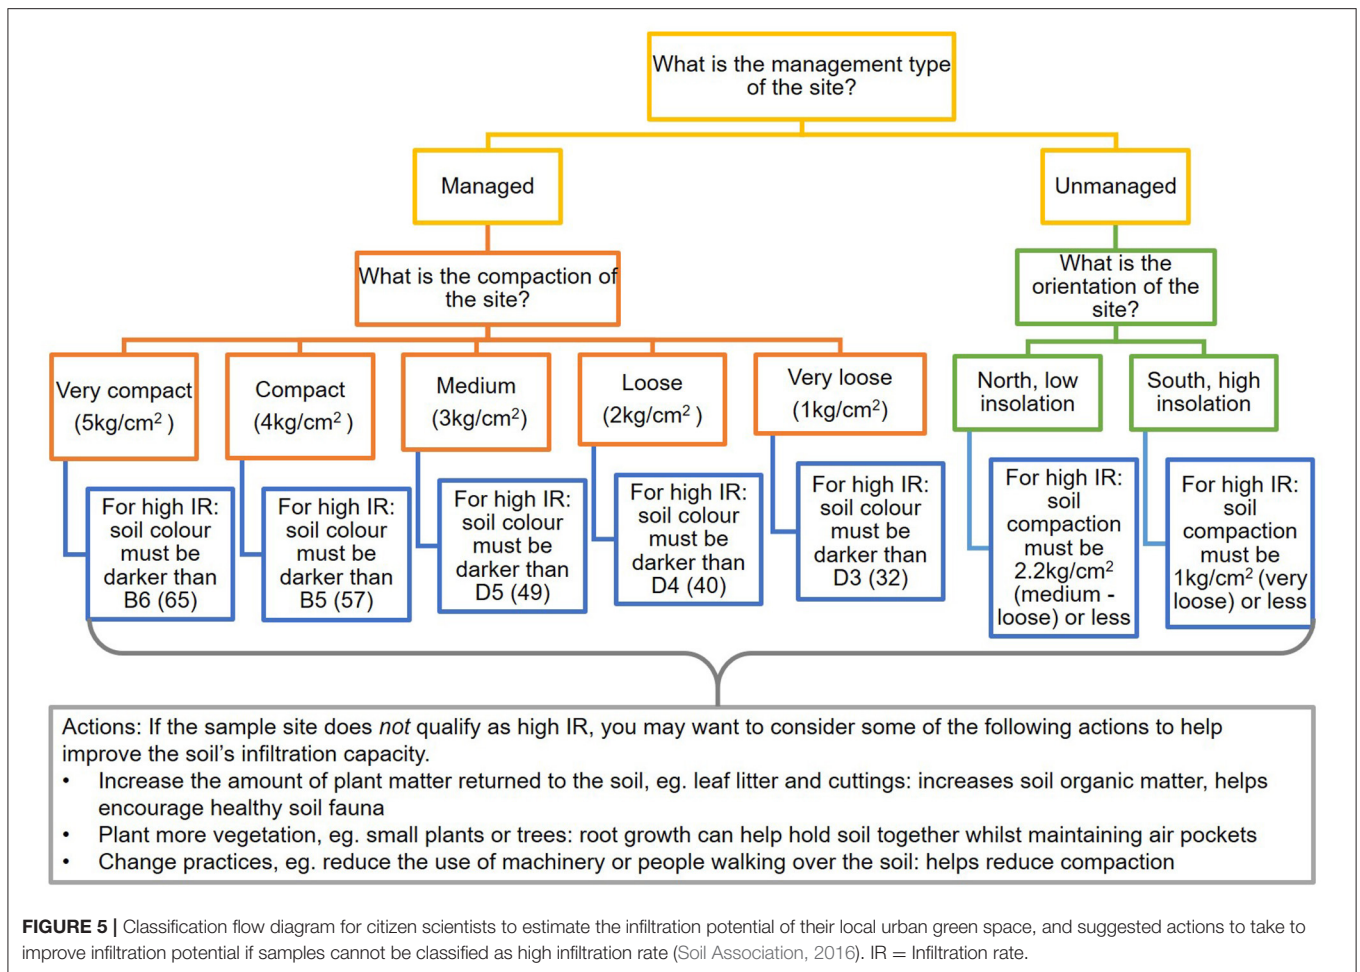 What is the management type
of the site?
Managed
Unmanaged
What is the compaction of
the site?
What is the
orientation of the
site?
Very compact
(5kg/cm² )
Compact
(4kg/cm² )
Medium
(3kg/cm²)
Loose
(2kg/cm² )
Very loose
(1kg/cm²)
North, low
insolation
South, high
insolation
For high IR:
soil colour
must be
darker than
B6 (65)
For high IR:
soil colour
must be
darker than
B5 (57)
For high IR:
soil colour
must be
darker than
D5 (49)
For high IR:
soil colour
must be
darker than
D4 (40)
For high IR:
soil colour
must be
darker than
D3 (32)
For high IR:
soil
compaction
must be
2.2kg/cm²
(medium -
loose) or less
For high IR:
soil
compaction
must be
1kg/cm² (very
loose) or less
Actions: If the sample site does not qualify as high IR, you may want to consider some of the following actions to help
improve the soil's infiltration capacity.
• Increase the amount of plant matter returned to the soil, eg. leaf litter and cuttings: increases soil organic matter, helps
encourage healthy soil fauna
• Plant more vegetation, eg. small plants or trees: root growth can help hold soil together whilst maintaining air pockets
• Change practices, eg. reduce the use of machinery or people walking over the soil: helps reduce compaction
FIGURE 5 | Classification flow diagram for citizen scientists to estimate the infiltration potential of their local urban green space, and suggested actions to take to
improve infiltration potential if samples cannot be classified as high infiltration rate (Soil Association, 2016). IR = Infiltration rate.